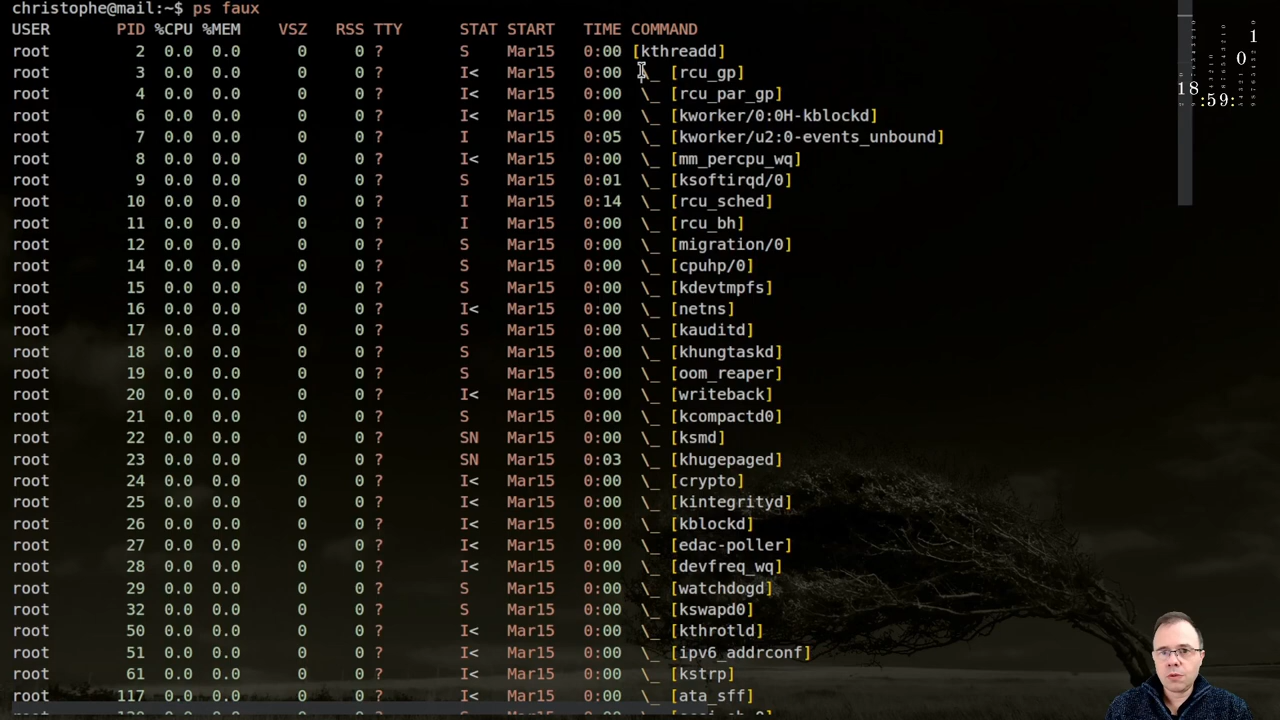 christophe@mail:~$ ps faux
USER PID %CPU %MEM VSZ RSS TTY STAT START TIME COMMAND
root 2 0.0 0.0 0 0 ? S Mar15 0:00 [kthreadd]
root 3 0.0 0.0 0 0 ? I< Mar15 0:00 \_ [rcu_gp]
root 4 0.0 0.0 0 0 ? I< Mar15 0:00 \_ [rcu_par_gp]
root 6 0.0 0.0 0 0 ? I< Mar15 0:00 \_ [kworker/0:0H-kblockd]
root 7 0.0 0.0 0 0 ? I Mar15 0:05 \_ [kworker/u2:0-events_unbound]
root 8 0.0 0.0 0 0 ? I< Mar15 0:00 \_ [mm_percpu_wq]
root 9 0.0 0.0 0 0 ? S Mar15 0:01 \_ [ksoftirqd/0]
root 10 0.0 0.0 0 0 ? I Mar15 0:14 \_ [rcu_sched]
root 11 0.0 0.0 0 0 ? I Mar15 0:00 \_ [rcu_bh]
root 12 0.0 0.0 0 0 ? S Mar15 0:00 \_ [migration/0]
root 14 0.0 0.0 0 0 ? S Mar15 0:00 \_ [cpuhp/0]
root 15 0.0 0.0 0 0 ? S Mar15 0:00 \_ [kdevtmpfs]
root 16 0.0 0.0 0 0 ? I< Mar15 0:00 \_ [netns]
root 17 0.0 0.0 0 0 ? S Mar15 0:00 \_ [kauditd]
root 18 0.0 0.0 0 0 ? S Mar15 0:00 \_ [khungtaskd]
root 19 0.0 0.0 0 0 ? S Mar15 0:00 \_ [oom_reaper]
root 20 0.0 0.0 0 0 ? I< Mar15 0:00 \_ [writeback]
root 21 0.0 0.0 0 0 ? S Mar15 0:00 \_ [kcompactd0]
root 22 0.0 0.0 0 0 ? SN Mar15 0:00 \_ [ksmd]
root 23 0.0 0.0 0 0 ? SN Mar15 0:03 \_ [khugepaged]
root 24 0.0 0.0 0 0 ? I< Mar15 0:00 \_ [crypto]
root 25 0.0 0.0 0 0 ? I< Mar15 0:00 \_ [kintegrityd]
root 26 0.0 0.0 0 0 ? I< Mar15 0:00 \_ [kblockd]
root 27 0.0 0.0 0 0 ? I< Mar15 0:00 \_ [edac-poller]
root 28 0.0 0.0 0 0 ? I< Mar15 0:00 \_ [devfreq_wq]
root 29 0.0 0.0 0 0 ? S Mar15 0:00 \_ [watchdogd]
root 32 0.0 0.0 0 0 ? S Mar15 0:00 \_ [kswapd0]
root 50 0.0 0.0 0 0 ? I< Mar15 0:00 \_ [kthrotld]
root 51 0.0 0.0 0 0 ? I< Mar15 0:00 \_ [ipv6_addrconf]
root 61 0.0 0.0 0 0 ? I< Mar15 0:00 \_ [kstrp]
root 117 0.0 0.0 0 0 ? I< Mar15 0:00 \_ [ata_sff]
1
0
18:59: